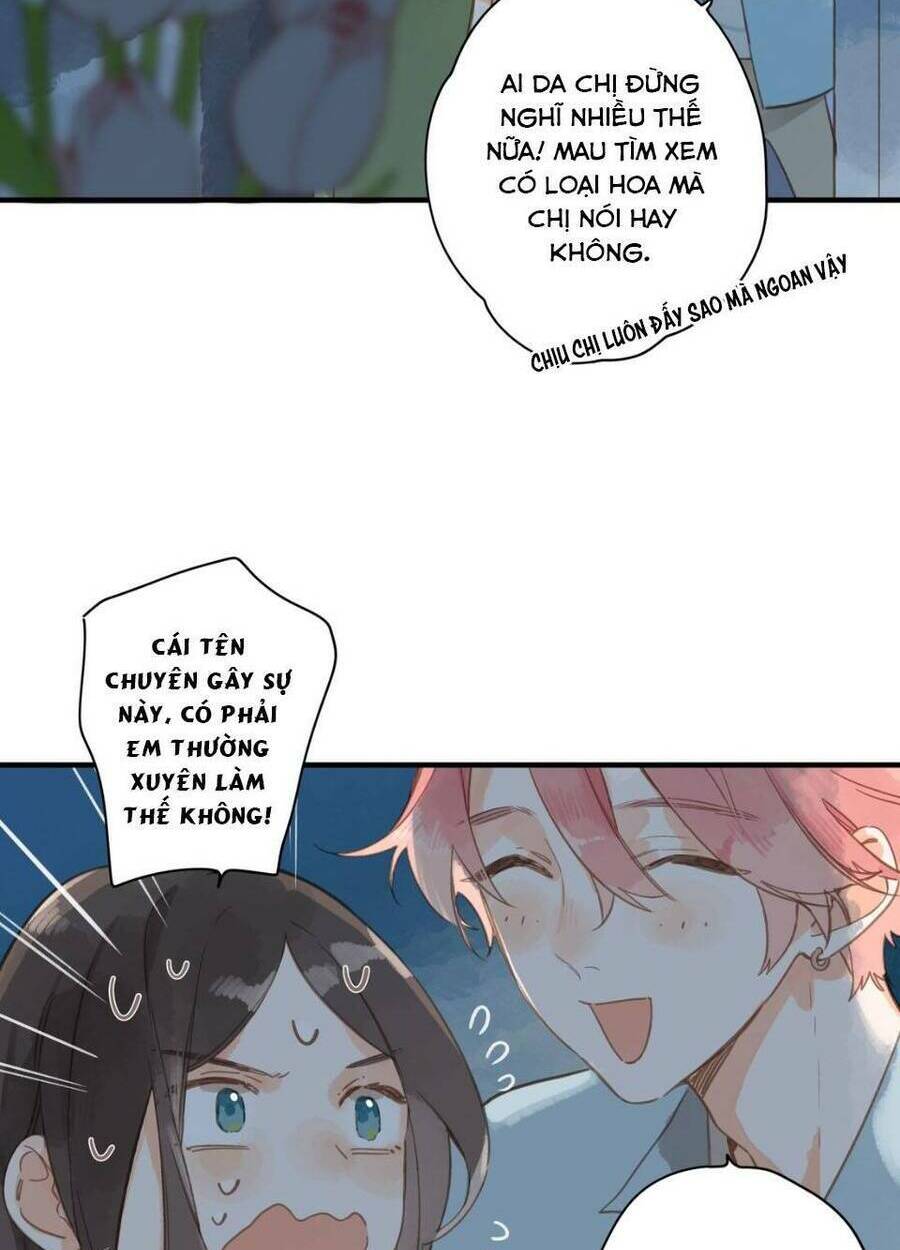 AI DA CHỊ ĐỪNG
NGHĨ NHIỀU THẾ
NỮA! MAU TÌM XEM
CÓ LOẠI HOA MÀ
CHỊ NÓI HAY
KHÔNG.
CHỊU CHỊ LUÔN ĐẤY SAO MÀ NGOAN VẬY
CÁI TÊN
CHUYÊN GÂY SỰ
NÀY, CÓ PHẢI
EM THƯỜNG
XUYÊN LÀM
THẾ KHÔNG!